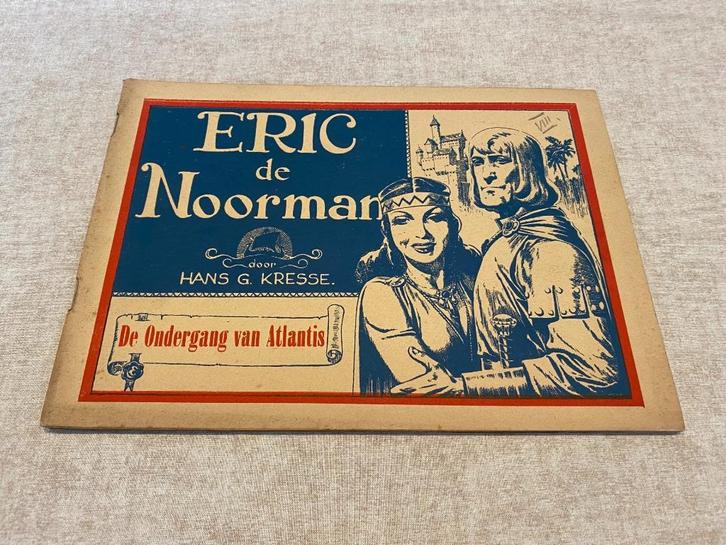 ERIC
de
Noorman
door
HANS G. KRESSE.
De Ondergang van Atlantis
VIII